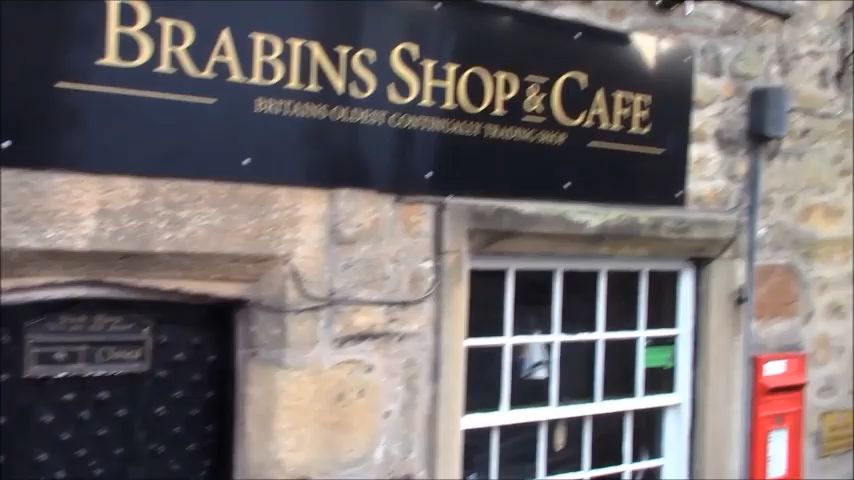 BRABINS SHOP & CAFE
BRITAINS OLDEST CONTINUALLY TRADING SHOP
Closed